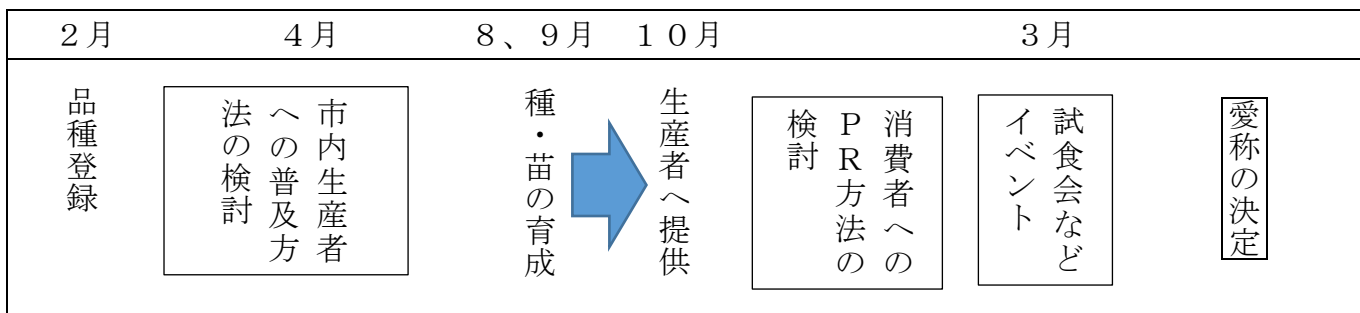 ２月
４月
８、９月
１０月
３月
品種登録
市内生産者
への普及方
法の検討
種・苗の育成
生産者へ提供
消費者への
ＰＲ方法の
検討
試食会など
イベント
愛称の決定